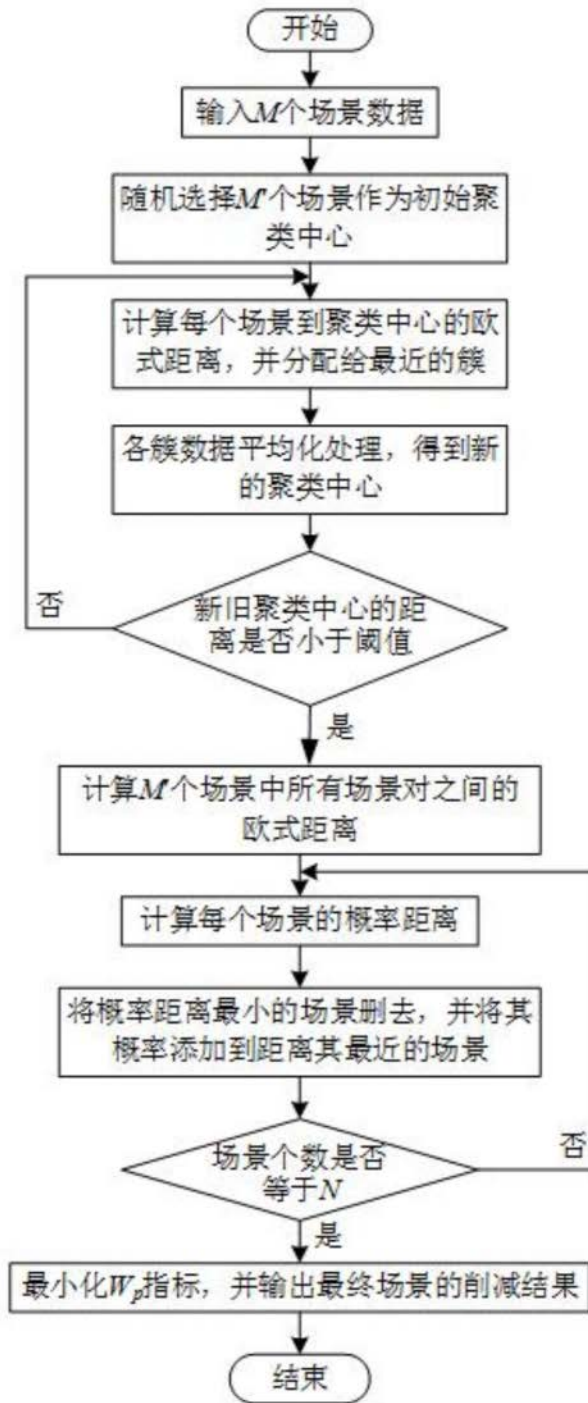 开始
输入M个场景数据
随机选择M'个场景作为初始聚
类中心
计算每个场景到聚类中心的欧
式距离，并分配给最近的簇
各簇数据平均化处理，得到新
的聚类中心
新旧聚类中心的距
离是否小于阈值
否
是
计算M'个场景中所有场景对之间的
欧式距离
计算每个场景的概率距离
将概率距离最小的场景删去，并将其
概率添加到距离其最近的场景
场景个数是否
等于N
否
是
最小化Wp指标，并输出最终场景的削减结果
结束